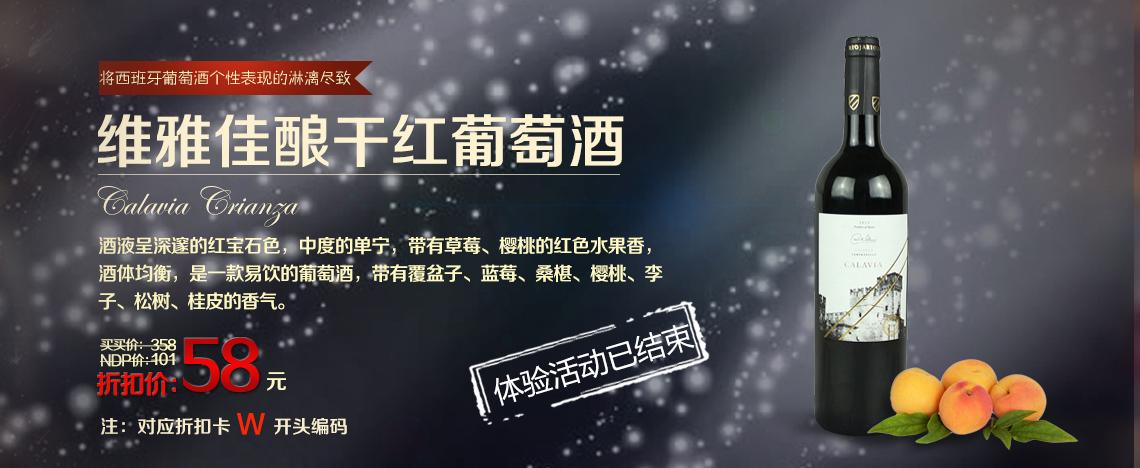 将西班牙葡萄酒个性表现的淋漓尽致
维雅佳酿干红葡萄酒
Calavia Crianza
酒液呈深邃的红宝石色，中度的单宁，带有草莓、樱桃的红色水果香，
酒体均衡，是一款易饮的葡萄酒，带有覆盆子、蓝莓、桑椹、樱桃、李
子、松树、桂皮的香气。
买买价：358
NDP价：101
折扣价：58元
注：对应折扣卡 W 开头编码
体验活动已结束
CALAVIA